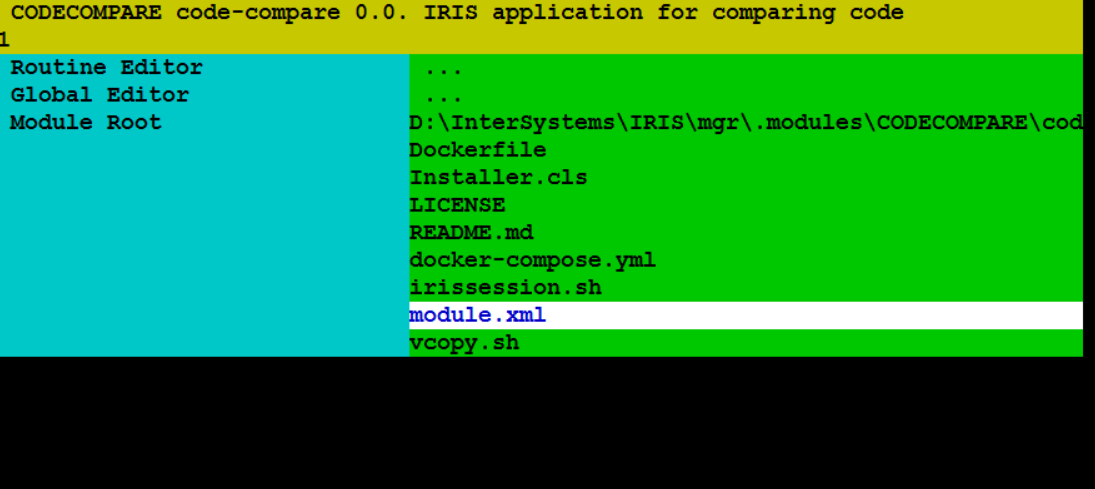 CODECOMPARE code-compare 0.0. IRIS application for comparing code
1
Routine Editor ...
Global Editor ...
Module Root D:\InterSystems\IRIS\mgr\.modules\CODECOMPARE\cod
Dockerfile
Installer.cls
LICENSE
README.md
docker-compose.yml
irissession.sh
module.xml
vcopy.sh